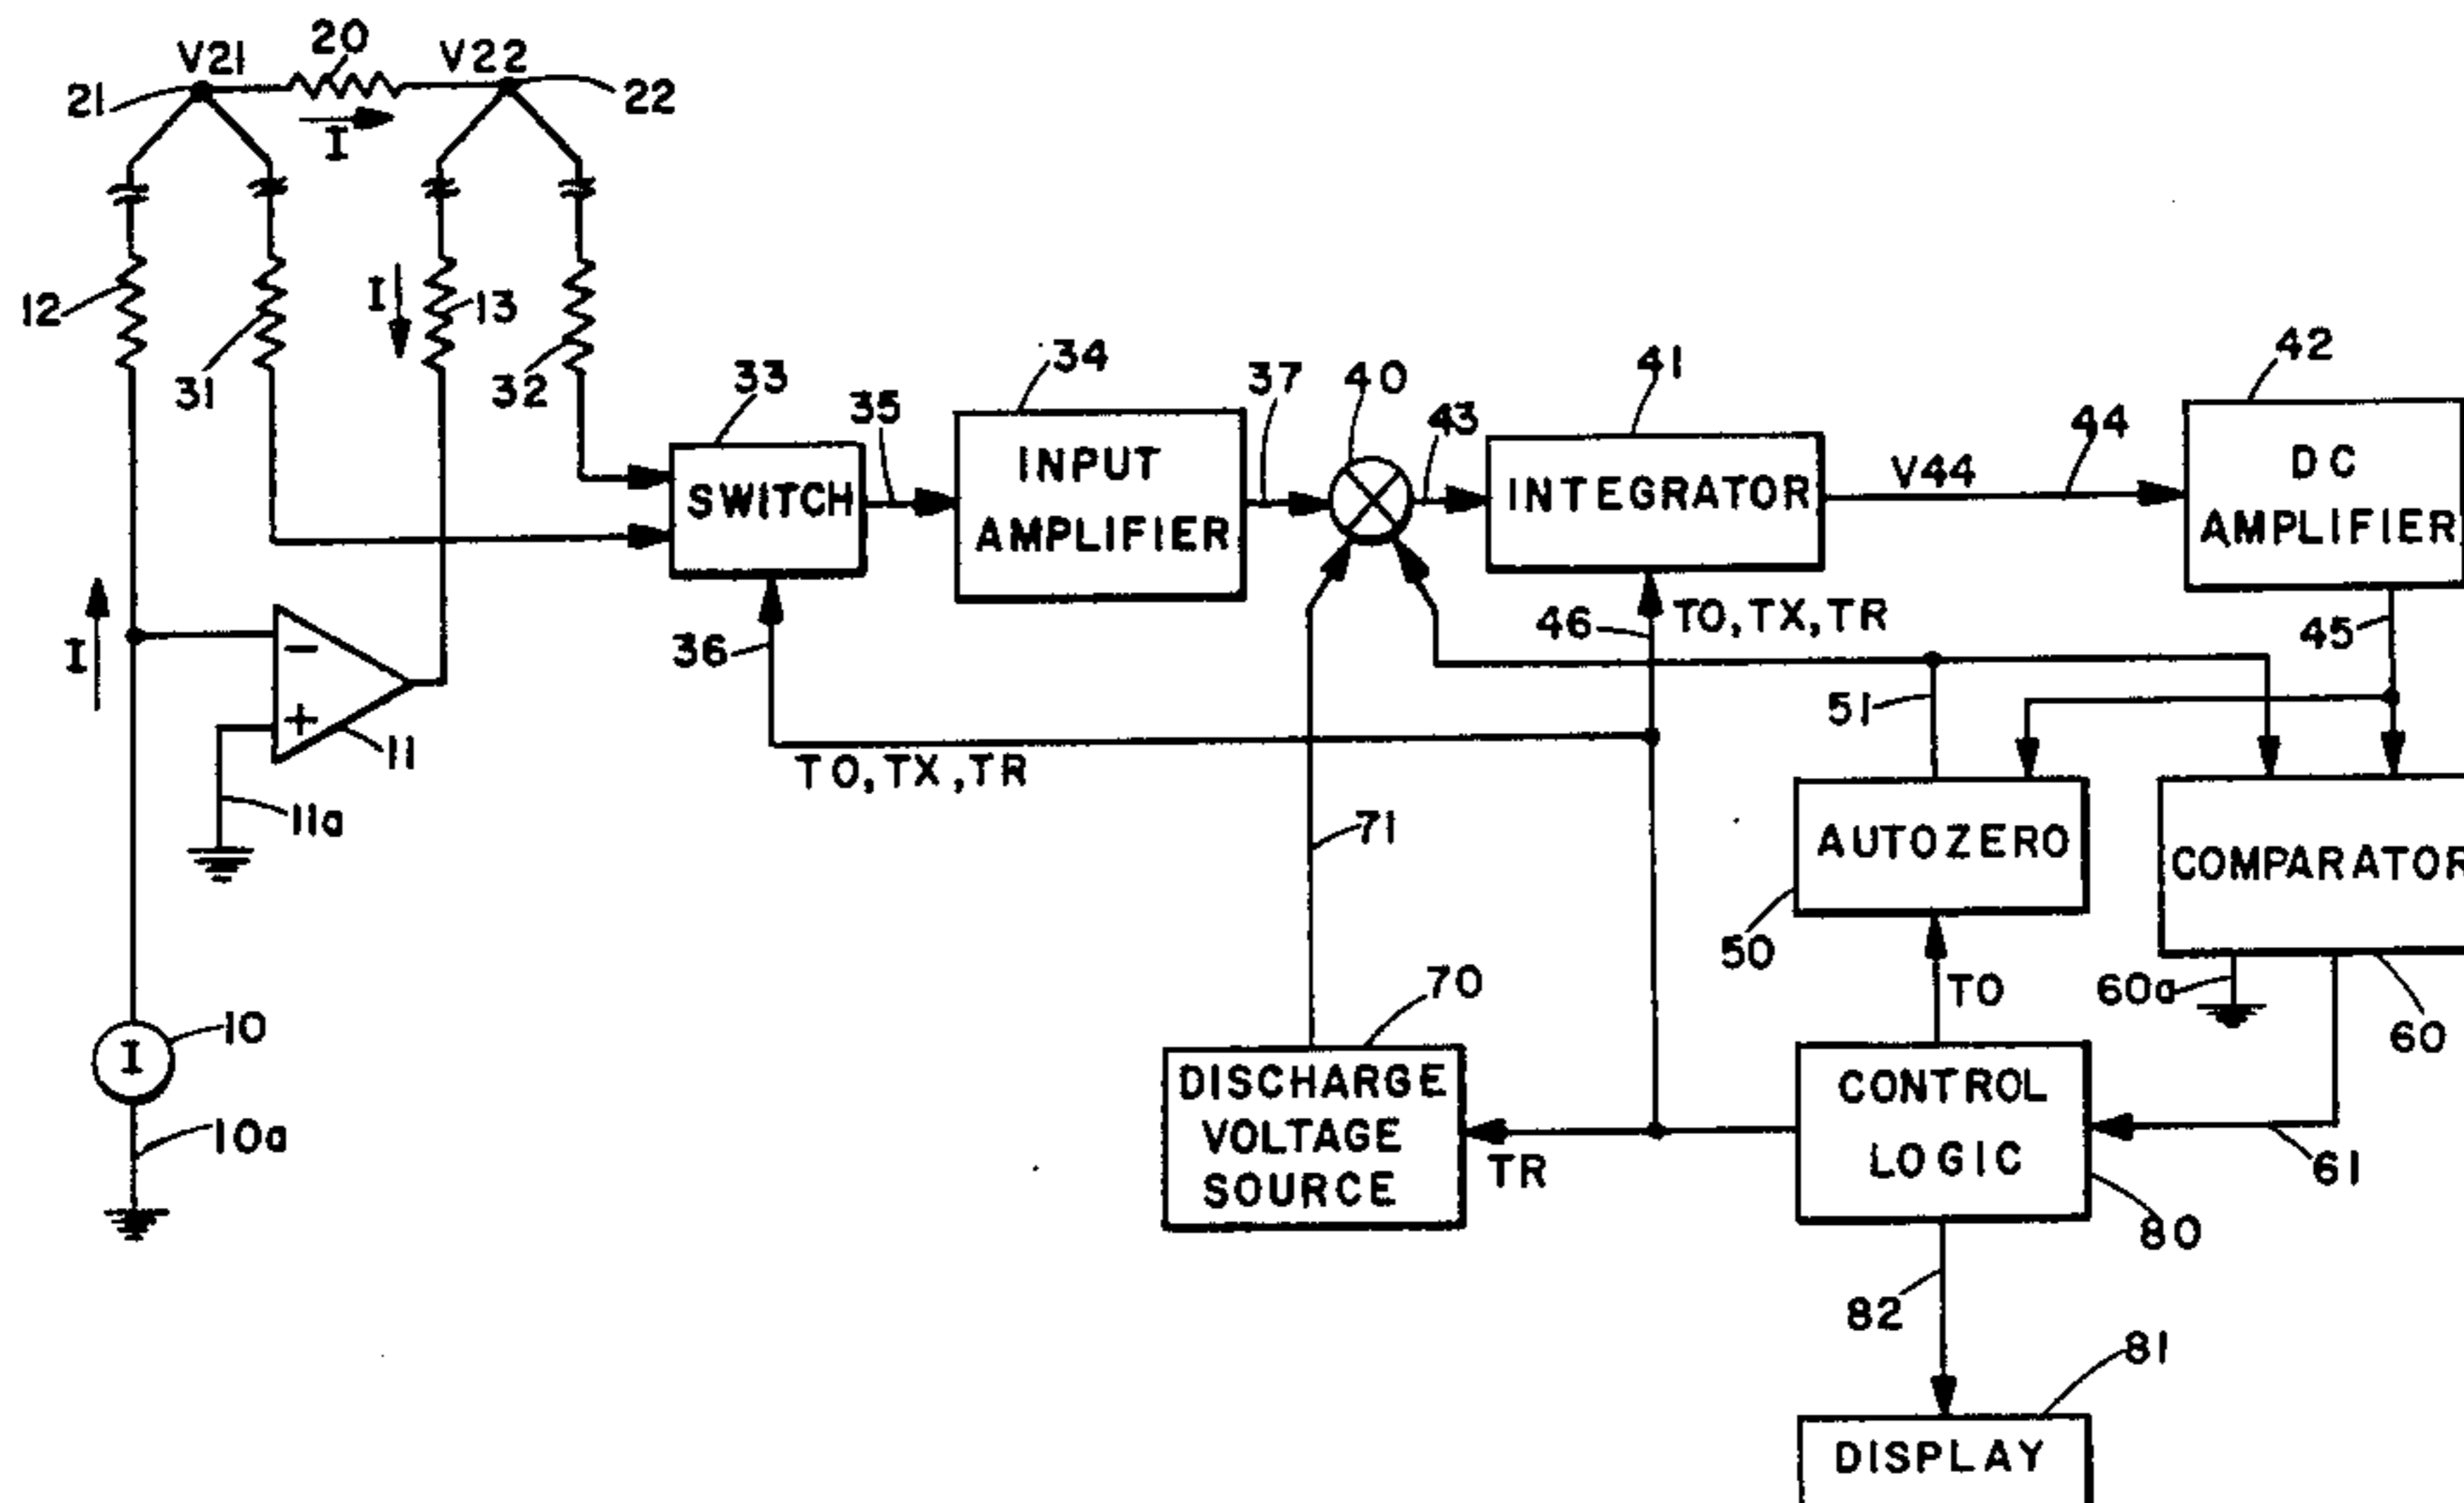 20
V21
V22
21
22
I
12
31
I
13
32
33
35
34
37
40
43
41
44
42
SWITCH
INPUT
AMPLIFIER
INTEGRATOR
V44
DC
AMPLIFIER
I
−
+
11
11a
36
TO, TX, TR
46
TO, TX, TR
45
51
71
AUTOZERO
50
COMPARATOR
60a
60
TO
10
I
10a
70
DISCHARGE
VOLTAGE
SOURCE
TR
CONTROL
LOGIC
61
80
82
81
DISPLAY